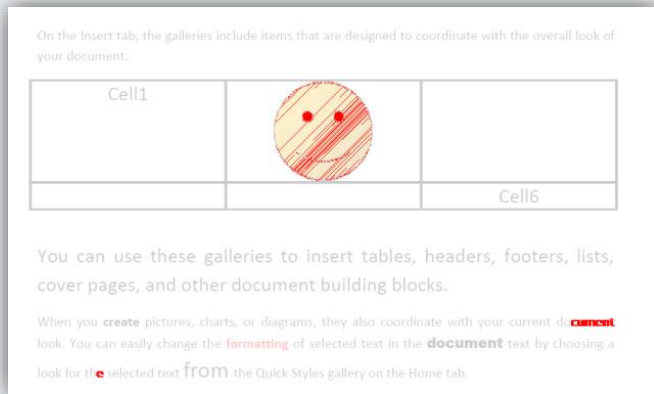 On the Insert tab, the galleries include items that are designed to coordinate with the overall look of
your document.
Cell1
Cell6
You can use these galleries to insert tables, headers, footers, lists,
cover pages, and other document building blocks.
When you create pictures, charts, or diagrams, they also coordinate with your current document
look. You can easily change the formatting of selected text in the document text by choosing a
look for the selected text from the Quick Styles gallery on the Home tab.